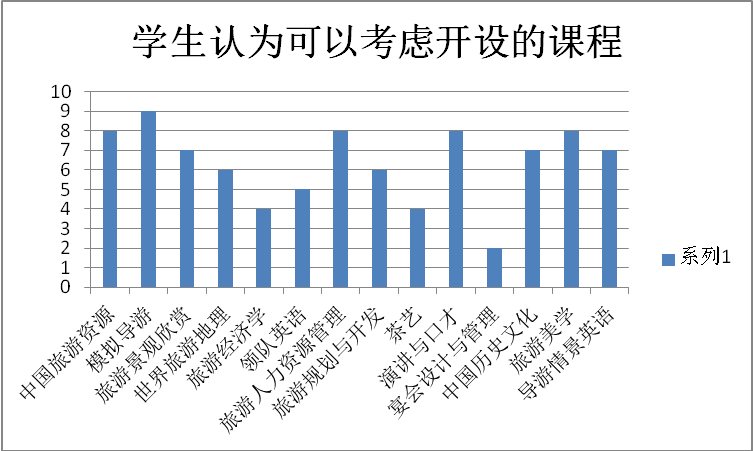 学生认为可以考虑开设的课程
10
9
8
7
6
5
4
3
2
1
0
中国旅游资源
模拟导游
旅游景观欣赏
世界旅游地理
旅游经济学
领队英语
旅游人力资源管理
旅游规划与开发
茶艺
演讲与口才
宴会设计与管理
中国历史文化
旅游美学
导游情景英语
系列1